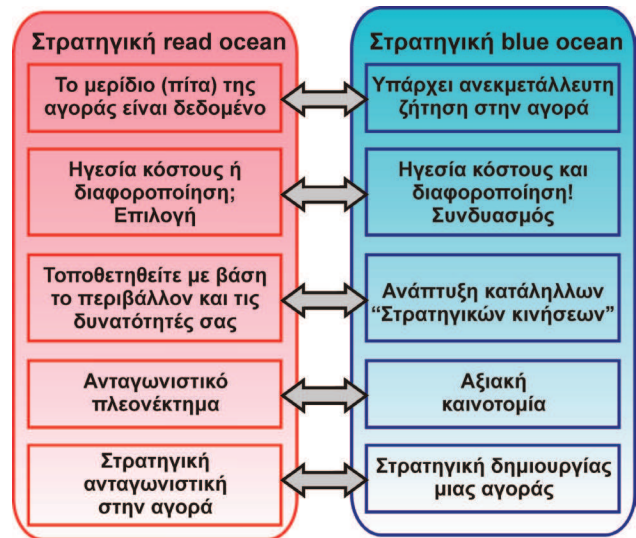 Στρατηγική read ocean
Το μερίδιο (πίτα) της
αγοράς είναι δεδομένο
Ηγεσία κόστους ή
διαφοροποίηση;
Επιλογή
Τοποθετηθείτε με βάση
το περιβάλλον και τις
δυνατότητές σας
Ανταγωνιστικό
πλεονέκτημα
Στρατηγική
ανταγωνιστική
στην αγορά
Στρατηγική blue ocean
Υπάρχει ανεκμετάλλευτη
ζήτηση στην αγορά
Ηγεσία κόστους και
διαφοροποίηση!
Συνδυασμός
Ανάπτυξη κατάληλλων
“Στρατηγικών κινήσεων”
Αξιακή
καινοτομία
Στρατηγική δημιουργίας
μιας αγοράς